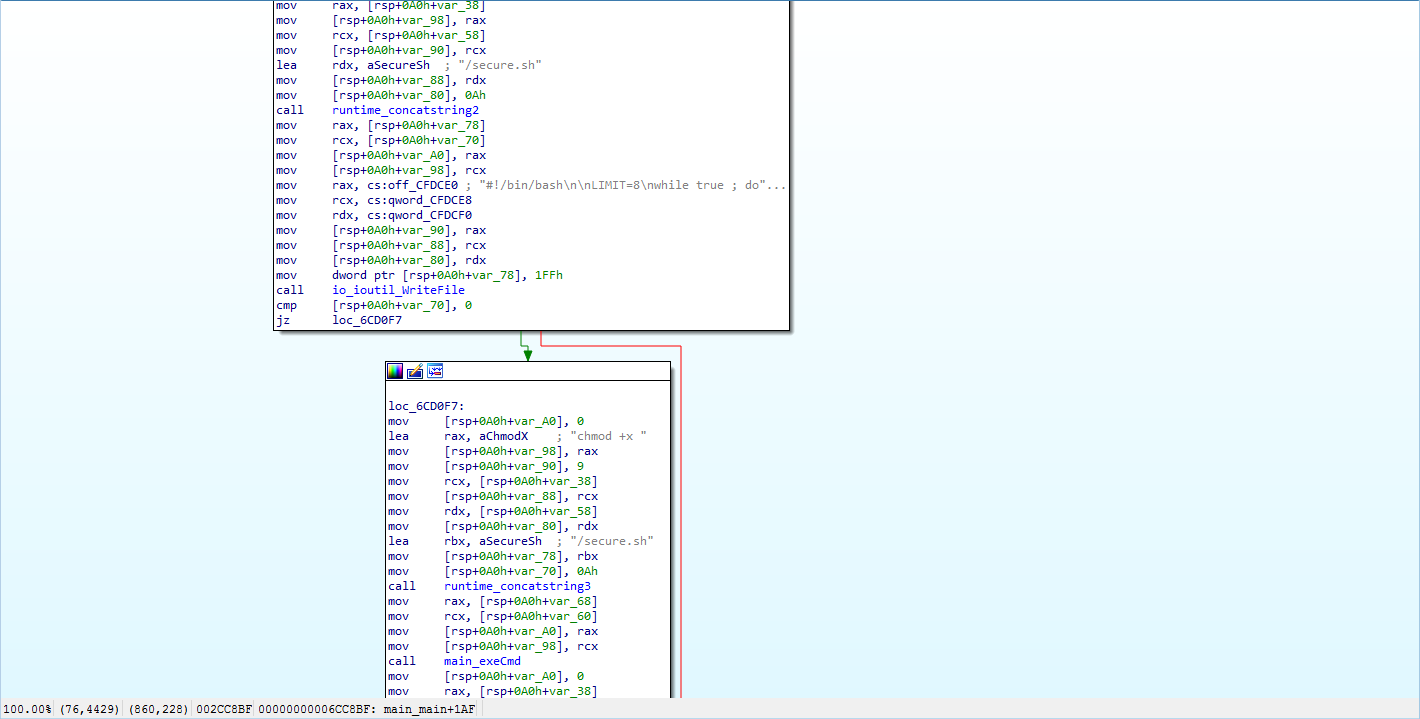 mov rax, [rsp+0A0h+var_38]
mov [rsp+0A0h+var_98], rax
mov rcx, [rsp+0A0h+var_58]
mov [rsp+0A0h+var_90], rcx
lea rdx, aSecureSh ; "/secure.sh"
mov [rsp+0A0h+var_88], rdx
mov [rsp+0A0h+var_80], 0Ah
call runtime_concatstring2
mov rax, [rsp+0A0h+var_78]
mov rcx, [rsp+0A0h+var_70]
mov [rsp+0A0h+var_A0], rax
mov [rsp+0A0h+var_98], rcx
mov rax, cs:off_CFDCE0 ; "#!/bin/bash\n\nLIMIT=8\nwhile true ; do"...
mov rcx, cs:qword_CFDCE8
mov rdx, cs:qword_CFDCF0
mov [rsp+0A0h+var_90], rax
mov [rsp+0A0h+var_88], rcx
mov [rsp+0A0h+var_80], rdx
mov dword ptr [rsp+0A0h+var_78], 1FFh
call io_ioutil_WriteFile
cmp [rsp+0A0h+var_70], 0
jz loc_6CD0F7
loc_6CD0F7:
mov [rsp+0A0h+var_A0], 0
lea rax, aChmodX ; "chmod +x "
mov [rsp+0A0h+var_98], rax
mov [rsp+0A0h+var_90], 9
mov rcx, [rsp+0A0h+var_38]
mov [rsp+0A0h+var_88], rcx
mov rdx, [rsp+0A0h+var_58]
mov [rsp+0A0h+var_80], rdx
lea rbx, aSecureSh ; "/secure.sh"
mov [rsp+0A0h+var_78], rbx
mov [rsp+0A0h+var_70], 0Ah
call runtime_concatstring3
mov rax, [rsp+0A0h+var_68]
mov rcx, [rsp+0A0h+var_60]
mov [rsp+0A0h+var_A0], rax
mov [rsp+0A0h+var_98], rcx
call main_exeCmd
mov [rsp+0A0h+var_A0], 0
mov rax, [rsp+0A0h+var_38]
100.00% (76,4429) (860,228) 002CC8BF 00000000006CC8BF: main_main+1AF